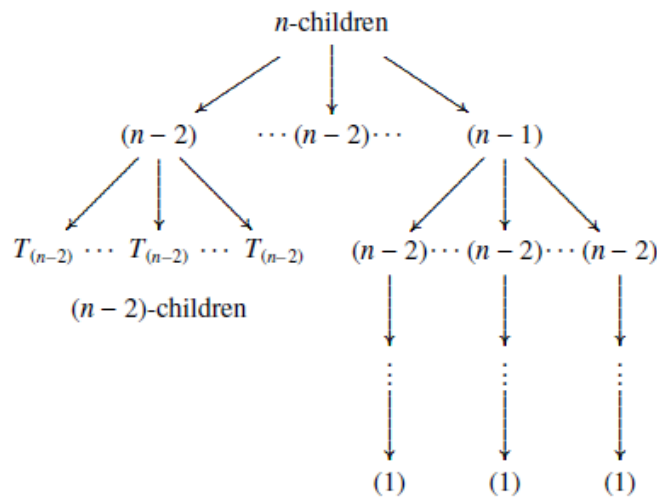 n-children
(n − 2) ⋯ (n − 2) ⋯ (n − 1)
T(n−2) ⋯ T(n−2) ⋯ T(n−2) (n − 2) ⋯ (n − 2) ⋯ (n − 2)
(n − 2)-children
⋮ ⋮ ⋮
(1) (1) (1)